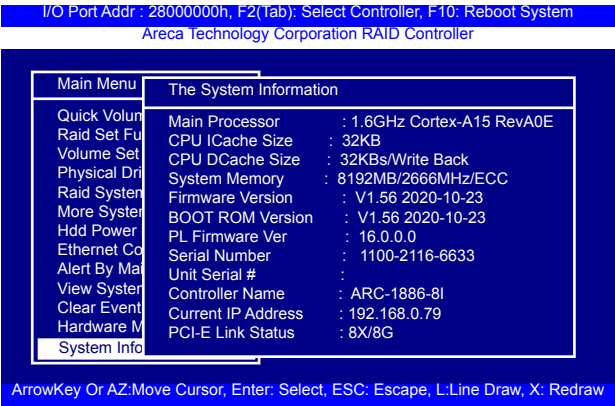 I/O Port Addr : 28000000h, F2(Tab): Select Controller, F10: Reboot System
Areca Technology Corporation RAID Controller
Main Menu
Quick Volum
Raid Set Fu
Volume Set
Physical Dri
Raid System
More System
Hdd Power
Ethernet Co
Alert By Mai
View System
Clear Event
Hardware M
System Info
The System Information
Main Processor : 1.6GHz Cortex-A15 RevA0E
CPU ICache Size : 32KB
CPU DCache Size : 32KBs/Write Back
System Memory : 8192MB/2666MHz/ECC
Firmware Version : V1.56 2020-10-23
BOOT ROM Version : V1.56 2020-10-23
PL Firmware Ver : 16.0.0.0
Serial Number : 1100-2116-6633
Unit Serial # :
Controller Name : ARC-1886-8I
Current IP Address : 192.168.0.79
PCI-E Link Status : 8X/8G
ArrowKey Or AZ:Move Cursor, Enter: Select, ESC: Escape, L:Line Draw, X: Redraw